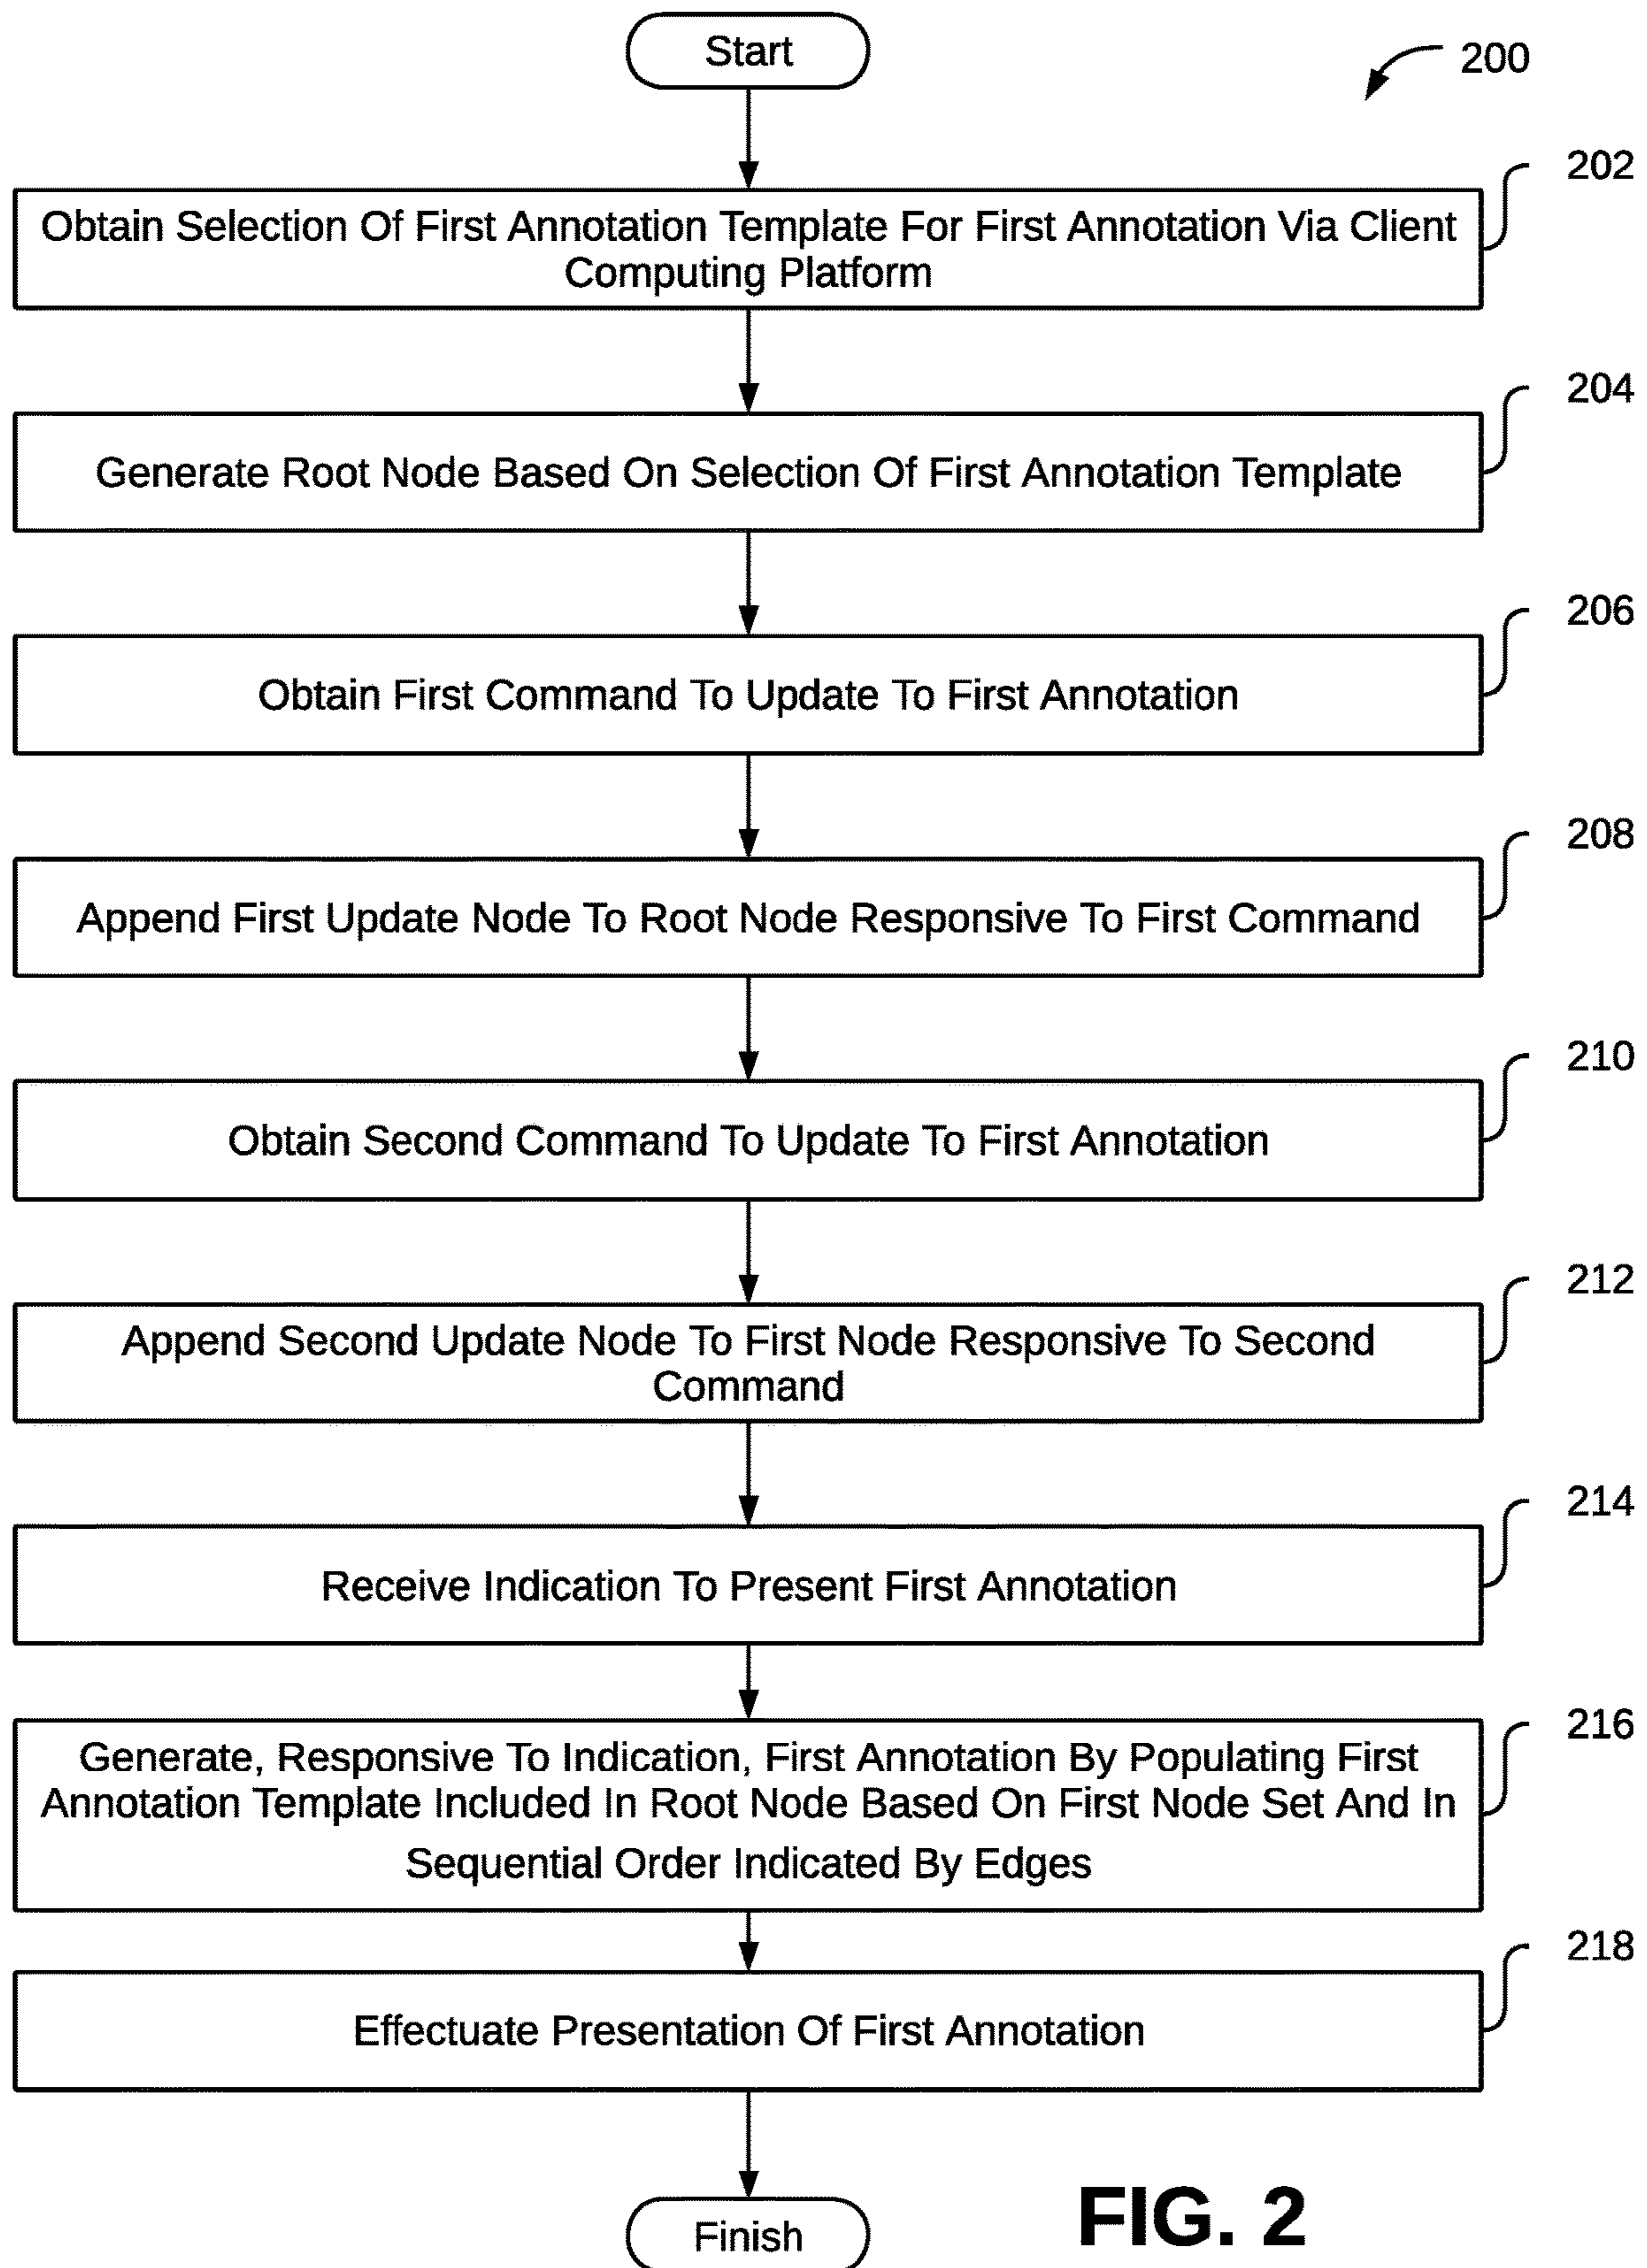 Start
200
202
Obtain Selection Of First Annotation Template For First Annotation Via Client
Computing Platform
204
Generate Root Node Based On Selection Of First Annotation Template
206
Obtain First Command To Update To First Annotation
208
Append First Update Node To Root Node Responsive To First Command
210
Obtain Second Command To Update To First Annotation
212
Append Second Update Node To First Node Responsive To Second
Command
214
Receive Indication To Present First Annotation
216
Generate, Responsive To Indication, First Annotation By Populating First
Annotation Template Included In Root Node Based On First Node Set And In
Sequential Order Indicated By Edges
218
Effectuate Presentation Of First Annotation
Finish
FIG. 2